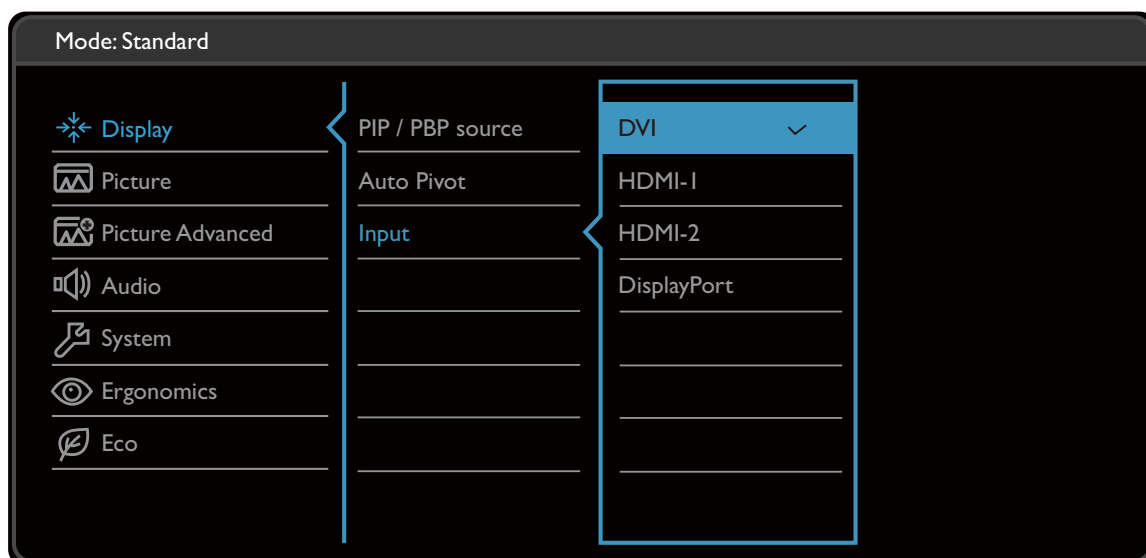 Mode: Standard
Display
Picture
Picture Advanced
Audio
System
Ergonomics
Eco
PIP / PBP source
Auto Pivot
Input
DVI
HDMI-1
HDMI-2
DisplayPort